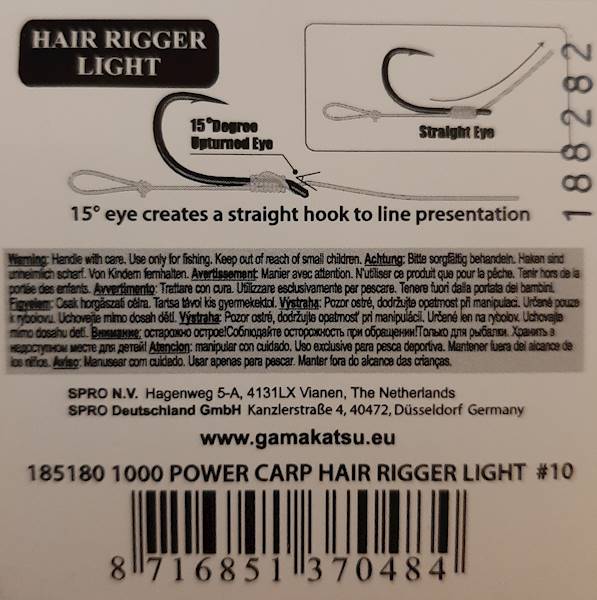 HAIR RIGGER
LIGHT
15°Degree
Upturned Eye
Straight Eye
188282
15° eye creates a straight hook to line presentation
Warning: Handle with care. Use only for fishing. Keep out of reach of small children. Achtung: Bitte sorgfältig behandeln. Haken sind
unheimlich scharf. Von Kindern fernhalten. Avertissement: Manier avec attention. N'utiliser ce produit que pour la pêche. Tenir hors de la
portée des enfants. Avvertimento: Trattare con cura. Utilizzare esclusivamente per pescare. Tenere fuori dalla portata dei bambini.
Figyelem: Csak horgászati célra. Tartsa távol kis gyermekektol. Výstraha: Pozor ostré, dodržujte opatrnost při manipulaci. Určené pouze
k rybolovu. Uchovejte mimo dosah dětí. Výstraha: Pozor ostré, dodržujte opatrnosť pri manipulácii. Určené len na rybolov. Uchovajte
mimo dosahu detí. Внимание: осторожно острое!Соблюдайте осторожность при обращении!Только для рыбалки. Хранить в
недоступном месте для детей! Atencion: manipular con cuidado. Uso exclusivo para pesca deportiva. Mantener fuera del alcance de
los niños. Aviso: Manusear com cuidado. Usar apenas para pescar. Manter fora do alcance das crianças.
SPRO N.V. Hagenweg 5-A, 4131LX Vianen, The Netherlands
SPRO Deutschland GmbH Kanzlerstraße 4, 40472, Düsseldorf Germany
www.gamakatsu.eu
185180 1000 POWER CARP HAIR RIGGER LIGHT #10
8 716851 370484